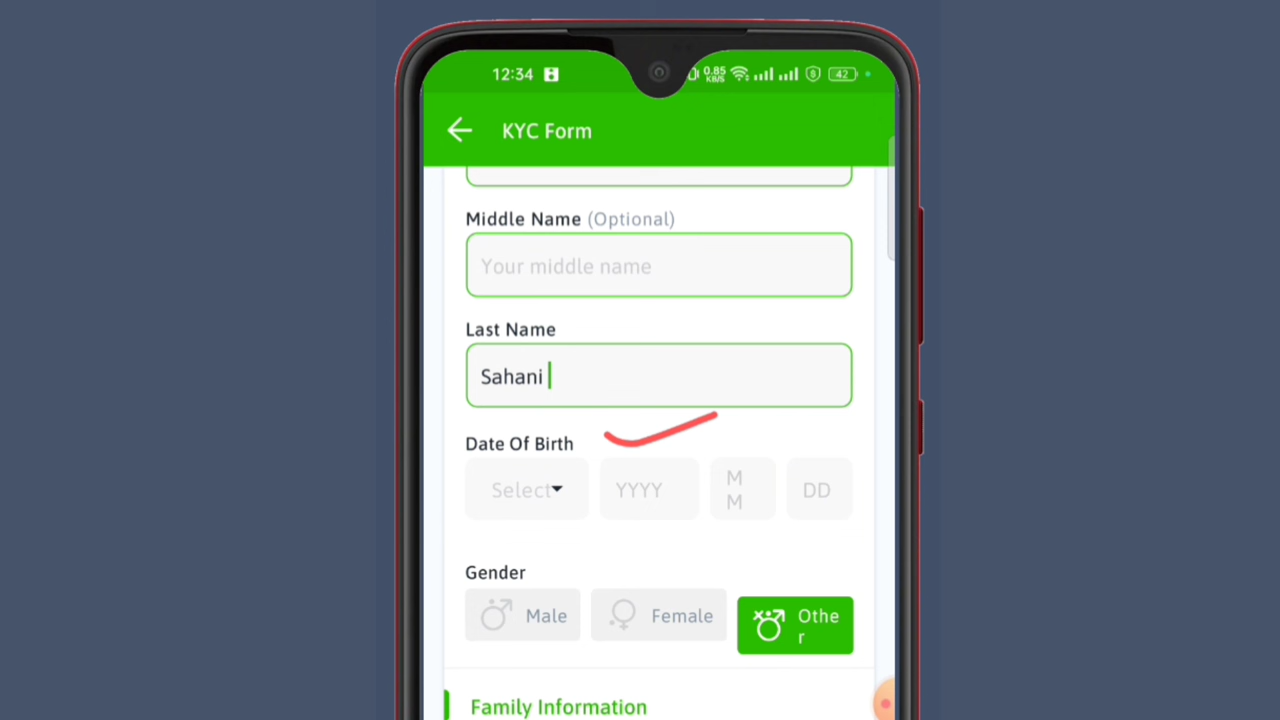 12:34
0.85
KB/S
42
KYC Form
Middle Name (Optional)
Your middle name
Last Name
Sahani
Date Of Birth
Select
YYYY
M
M
DD
Gender
Male
Female
Othe
r
Family Information